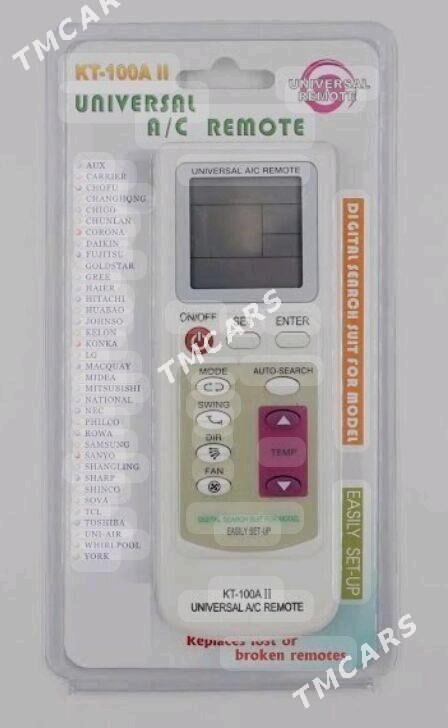 TMCARS
KT-100A II
UNIVERSAL
A/C REMOTE
UNIVERSAL
REMOTE
AUX
CARRIER
CHOFU
CHANGHONG
CHIGO
CHUNLAN
CORONA
DAIKIN
FUJITSU
GOLDSTAR
GREE
HAIER
HITACHI
HUABAO
JOHNSO
KELON
KONKA
LG
MACQUAY
MIDEA
MITSUBISHI
NATIONAL
NEC
PHILCO
ROWA
SAMSUNG
SANYO
SHANGLING
SHARP
SHINCO
SOVA
TCL
TOSHIBA
UNI-AIR
WHIRLPOOL
YORK
UNIVERSAL A/C REMOTE
ON/OFF SET ENTER
TMCARS
MODE AUTO-SEARCH
SWING
DIR TEMP
FAN
DIGITAL SEARCH SUIT FOR MODEL
EASILY SET-UP
KT-100A II
UNIVERSAL A/C REMOTE
DIGITAL SEARCH SUIT FOR MODEL
EASILY SET-UP
Replaces lost or
broken remotes
TMCARS